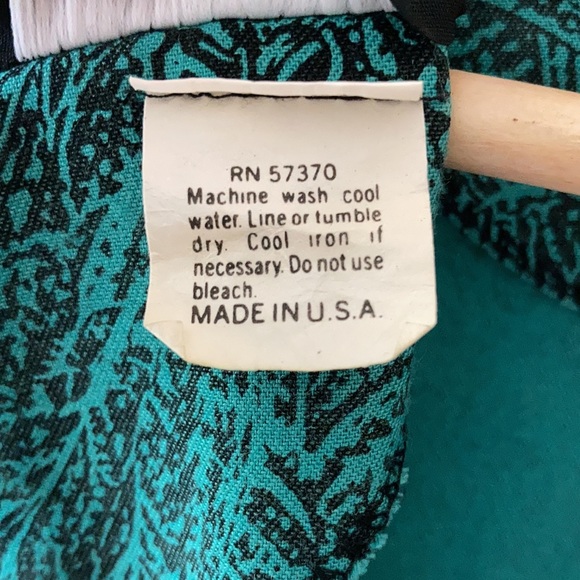 RN 57370
Machine wash cool
water. Line or tumble
dry. Cool iron if
necessary. Do not use
bleach.
MADE IN U.S.A.